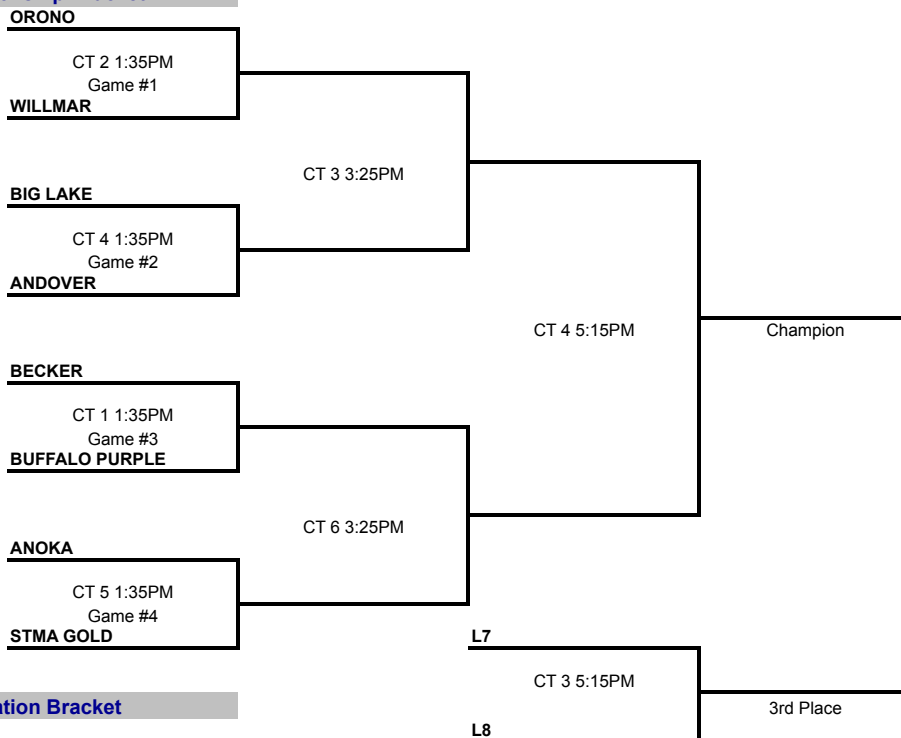 ORONO
CT 2 1:35PM
Game #1
WILLMAR
CT 3 3:25PM
BIG LAKE
CT 4 1:35PM
Game #2
ANDOVER
CT 4 5:15PM
Champion
BECKER
CT 1 1:35PM
Game #3
BUFFALO PURPLE
CT 6 3:25PM
ANOKA
CT 5 1:35PM
Game #4
STMA GOLD
L7
CT 3 5:15PM
3rd Place
L8
ation Bracket